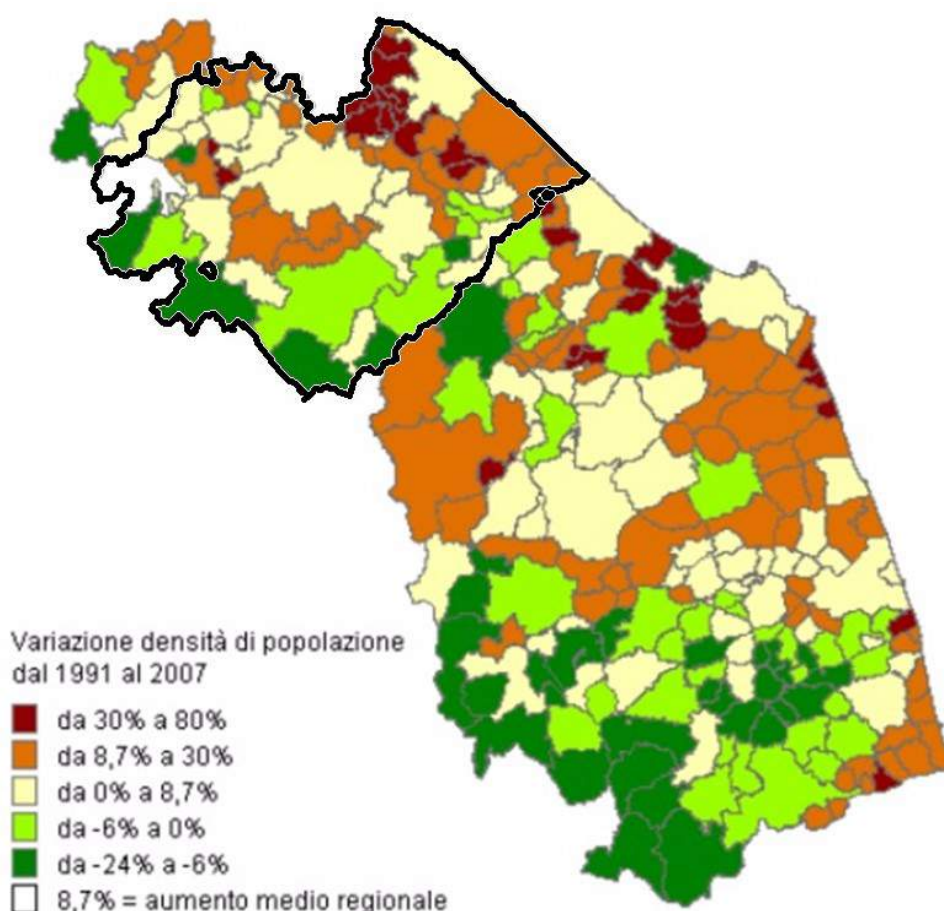 Variazione densità di popolazione
dal 1991 al 2007
da 30% a 80%
da 8,7% a 30%
da 0% a 8,7%
da -6% a 0%
da -24% a -6%
8,7% = aumento medio regionale